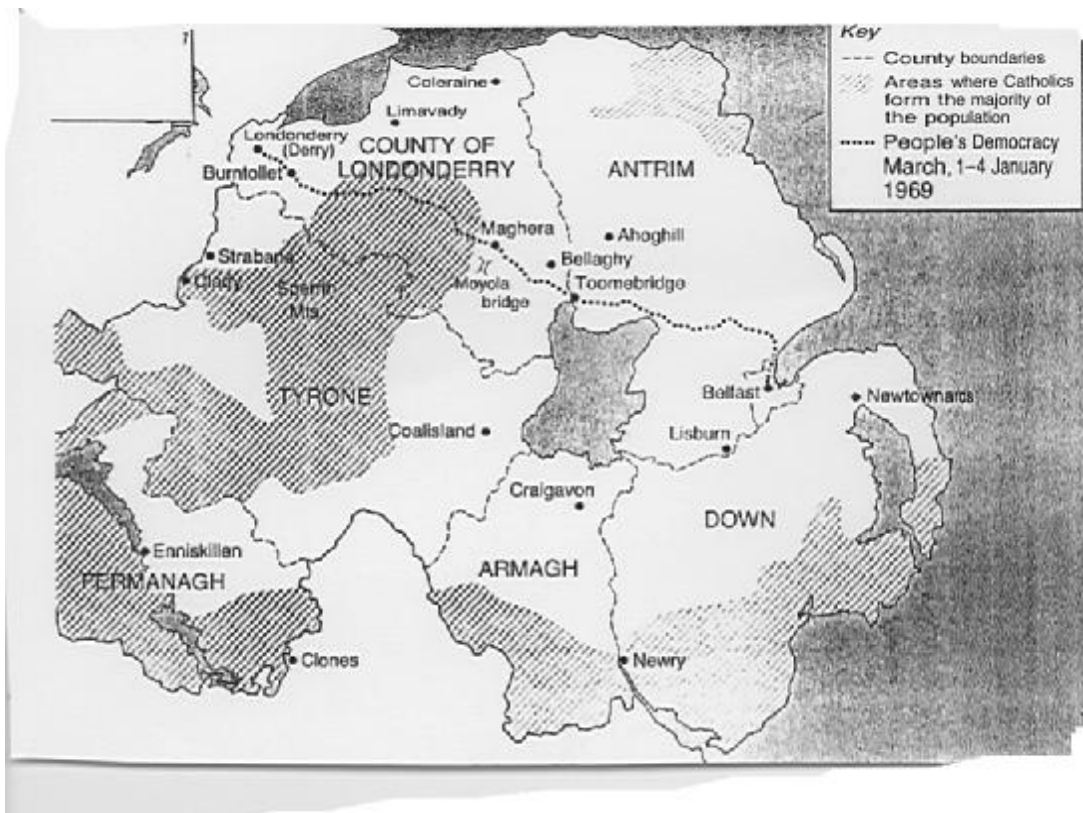 Key
County boundaries
Areas where Catholics
form the majority of
the population
People's Democracy
March, 1–4 January
1969
Coleraine
Limavady
Londonderry
(Derry)
COUNTY OF
LONDONDERRY
ANTRIM
Burntollet
Maghera
Ahoghill
Bellaghy
Strabane
Clady
Sperrin
Mts.
Moyola
bridge
Toomebridge
TYRONE
Belfast
Newtownards
Coalisland
Lisburn
Craigavon
DOWN
Enniskillen
FERMANAGH
ARMAGH
Clones
Newry